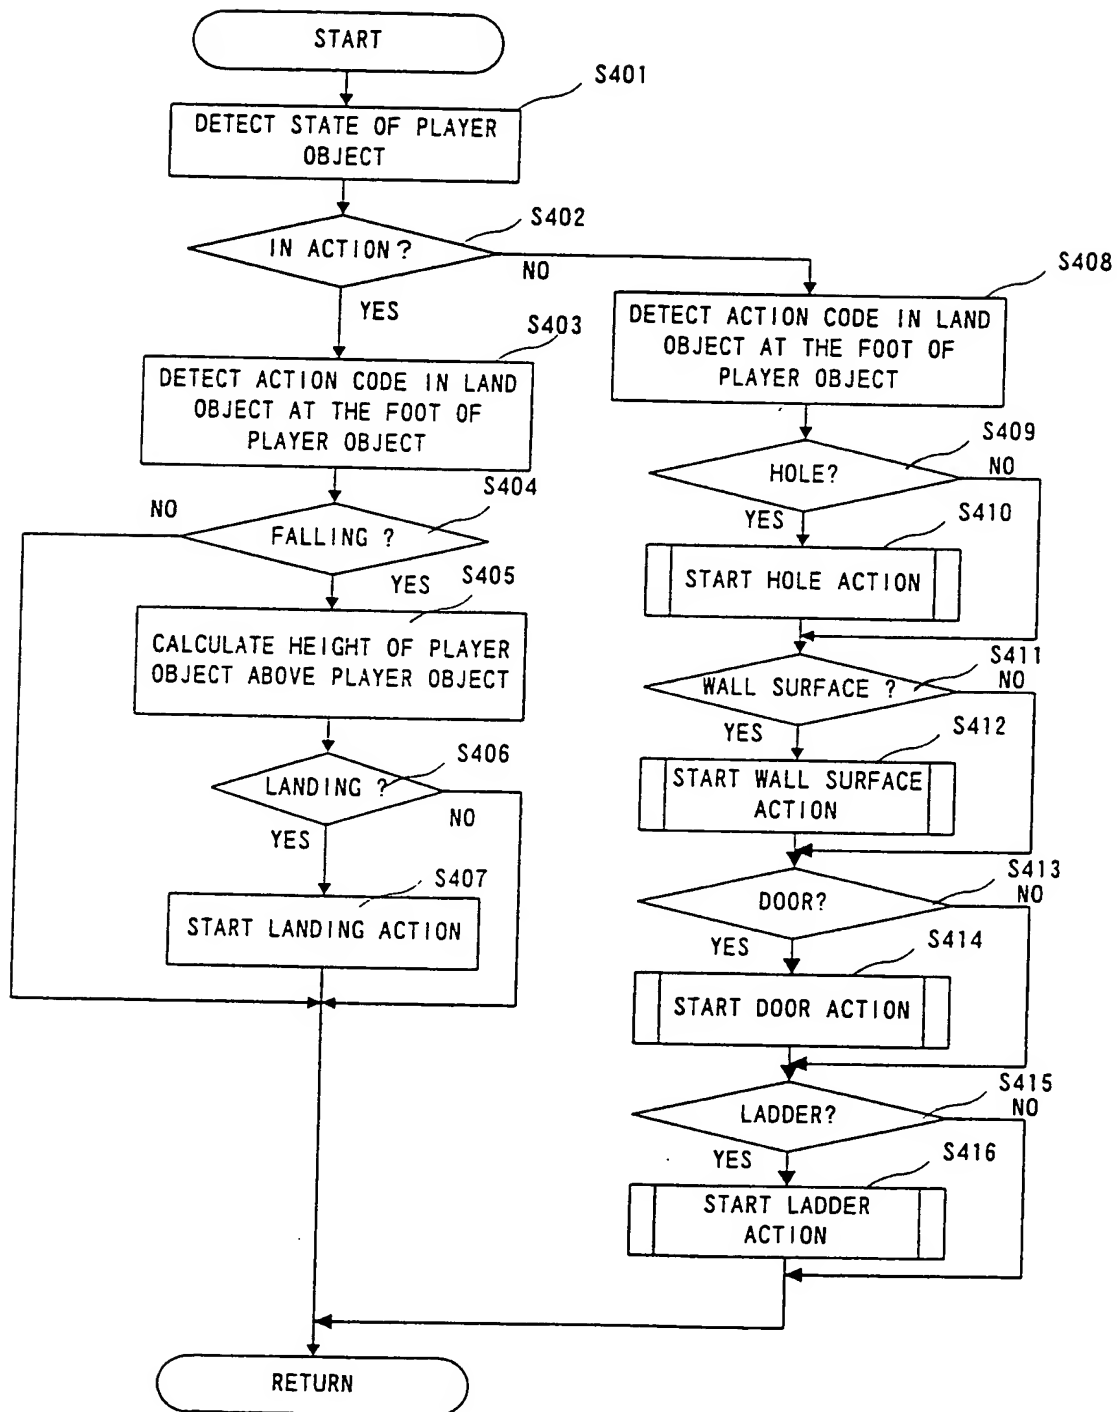 START
S401
DETECT STATE OF PLAYER
OBJECT
S402
IN ACTION?
NO
YES
S403
DETECT ACTION CODE IN LAND
OBJECT AT THE FOOT OF
PLAYER OBJECT
S404
NO
FALLING ?
YES
S405
CALCULATE HEIGHT OF PLAYER
OBJECT ABOVE PLAYER OBJECT
S406
LANDING ?
NO
YES
S407
START LANDING ACTION
S408
DETECT ACTION CODE IN LAND
OBJECT AT THE FOOT OF
PLAYER OBJECT
S409
HOLE?
NO
YES
S410
START HOLE ACTION
S411
WALL SURFACE ?
NO
YES
S412
START WALL SURFACE
ACTION
S413
DOOR?
NO
YES
S414
START DOOR ACTION
S415
LADDER?
NO
YES
S416
START LADDER
ACTION
RETURN